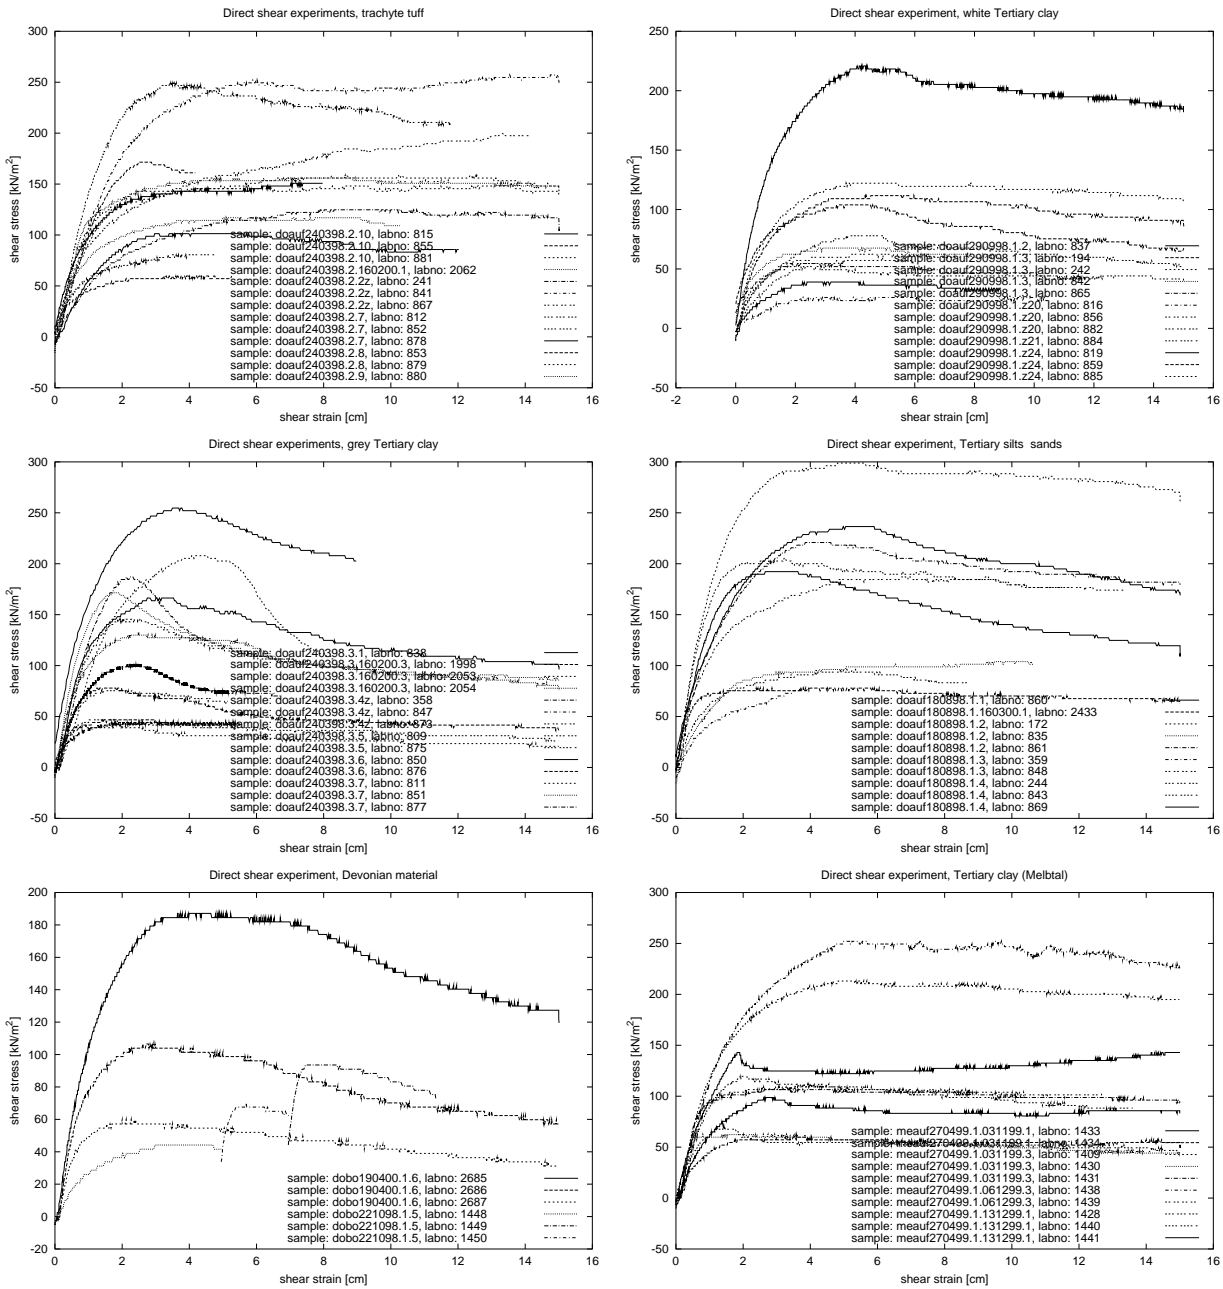 Direct shear experiments, trachyte tuff
300
250
200
150
100
50
0
-50
shear stress [kN/m²]
sample: doauf240398.2.10, labno: 815
sample: doauf240398.2.10, labno: 855
sample: doauf240398.2.10, labno: 881
sample: doauf240398.2.160200.1, labno: 2062
sample: doauf240398.2.2z, labno: 241
sample: doauf240398.2.2z, labno: 841
sample: doauf240398.2.2z, labno: 867
sample: doauf240398.2.7, labno: 812
sample: doauf240398.2.7, labno: 852
sample: doauf240398.2.7, labno: 878
sample: doauf240398.2.8, labno: 853
sample: doauf240398.2.8, labno: 879
sample: doauf240398.2.9, labno: 880
0 2 4 6 8 10 12 14 16
shear strain [cm]
Direct shear experiment, white Tertiary clay
250
200
150
100
50
0
-50
shear stress [kN/m²]
sample: doauf290998.1.2, labno: 837
sample: doauf290998.1.3, labno: 194
sample: doauf290998.1.3, labno: 242
sample: doauf290998.1.3, labno: 842
sample: doauf290998.1.3, labno: 865
sample: doauf290998.1.z20, labno: 816
sample: doauf290998.1.z20, labno: 856
sample: doauf290998.1.z20, labno: 882
sample: doauf290998.1.z21, labno: 884
sample: doauf290998.1.z24, labno: 819
sample: doauf290998.1.z24, labno: 859
sample: doauf290998.1.z24, labno: 885
-2 0 2 4 6 8 10 12 14 16
shear strain [cm]
Direct shear experiments, grey Tertiary clay
300
250
200
150
100
50
0
-50
shear stress [kN/m²]
sample: doauf240398.3.1, labno: 838
sample: doauf240398.3.160200.3, labno: 1998
sample: doauf240398.3.160200.3, labno: 2053
sample: doauf240398.3.160200.3, labno: 2054
sample: doauf240398.3.4z, labno: 358
sample: doauf240398.3.4z, labno: 847
sample: doauf240398.3.4z, labno: 873
sample: doauf240398.3.5, labno: 809
sample: doauf240398.3.5, labno: 875
sample: doauf240398.3.6, labno: 850
sample: doauf240398.3.6, labno: 876
sample: doauf240398.3.7, labno: 811
sample: doauf240398.3.7, labno: 851
sample: doauf240398.3.7, labno: 877
0 2 4 6 8 10 12 14 16
shear strain [cm]
Direct shear experiment, Tertiary silts sands
300
250
200
150
100
50
0
-50
shear stress [kN/m²]
sample: doauf180898.1.1, labno: 860
sample: doauf180898.1.160300.1, labno: 2433
sample: doauf180898.1.2, labno: 172
sample: doauf180898.1.2, labno: 835
sample: doauf180898.1.2, labno: 861
sample: doauf180898.1.3, labno: 359
sample: doauf180898.1.3, labno: 848
sample: doauf180898.1.4, labno: 244
sample: doauf180898.1.4, labno: 843
sample: doauf180898.1.4, labno: 869
0 2 4 6 8 10 12 14 16
shear strain [cm]
Direct shear experiment, Devonian material
200
180
160
140
120
100
80
60
40
20
0
-20
shear stress [kN/m²]
sample: dobo190400.1.6, labno: 2685
sample: dobo190400.1.6, labno: 2686
sample: dobo190400.1.6, labno: 2687
sample: dobo221098.1.5, labno: 1448
sample: dobo221098.1.5, labno: 1449
sample: dobo221098.1.5, labno: 1450
0 2 4 6 8 10 12 14 16
shear strain [cm]
Direct shear experiment, Tertiary clay (Melbtal)
300
250
200
150
100
50
0
-50
shear stress [kN/m²]
sample: meauf270499.1.031199.1, labno: 1433
sample: meauf270499.1.031199.1, labno: 1434
sample: meauf270499.1.031199.3, labno: 1409
sample: meauf270499.1.031199.3, labno: 1430
sample: meauf270499.1.031199.3, labno: 1431
sample: meauf270499.1.061299.3, labno: 1438
sample: meauf270499.1.061299.3, labno: 1439
sample: meauf270499.1.131299.1, labno: 1428
sample: meauf270499.1.131299.1, labno: 1440
sample: meauf270499.1.131299.1, labno: 1441
0 2 4 6 8 10 12 14 16
shear strain [cm]